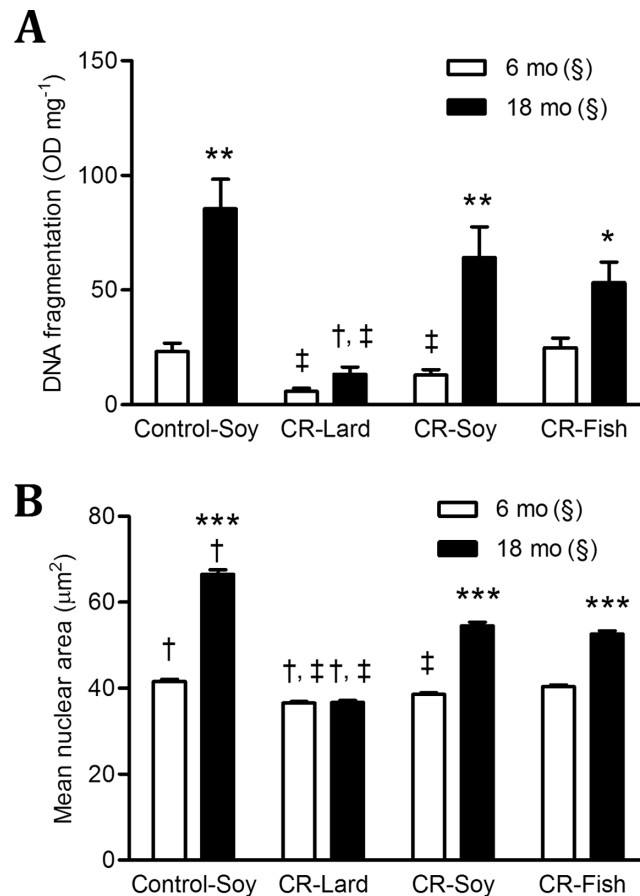 A
DNA fragmentation (OD mg-1)
150
100
50
0
6 mo (§)
18 mo (§)
**
‡
†, ‡
‡
**
*
Control-Soy CR-Lard CR-Soy CR-Fish
B
Mean nuclear area (μm2)
80
60
40
20
0
6 mo (§)
18 mo (§)
†
***
†
†, ‡ †, ‡
‡
***
***
Control-Soy CR-Lard CR-Soy CR-Fish